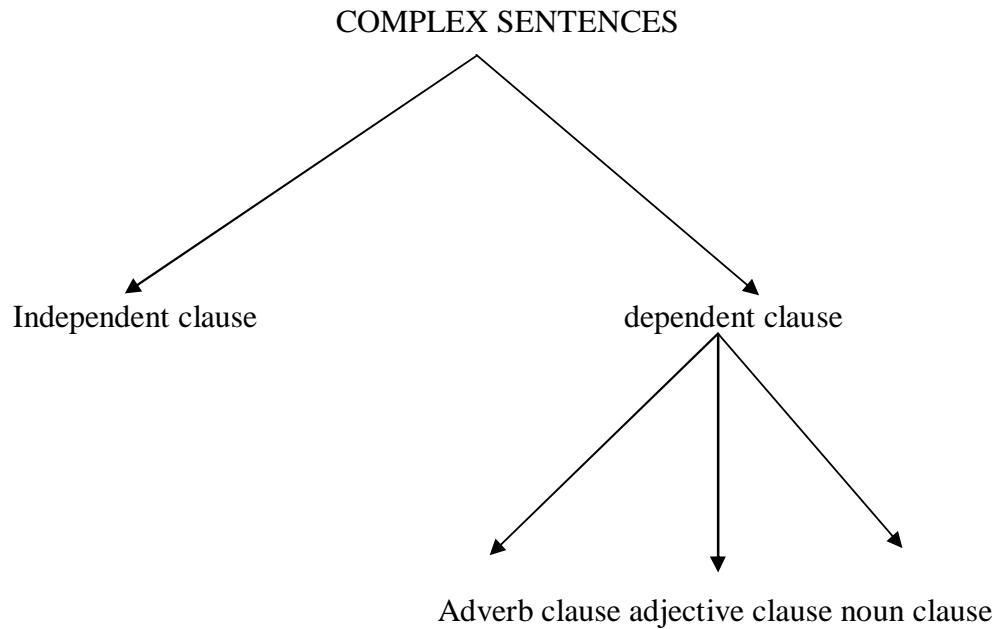 COMPLEX SENTENCES
Independent clause dependent clause
Adverb clause adjective clause noun clause